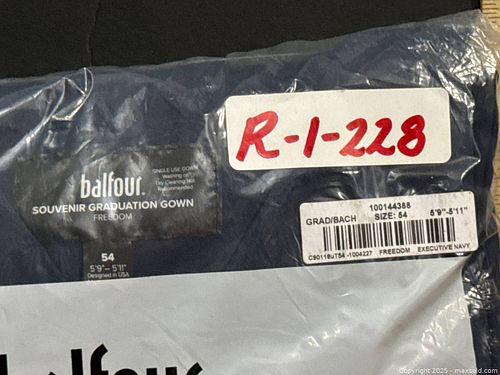 R-1-228
balfour.
SINGLE USE GOWN
Washing or
Dry Cleaning Not
Recommended
SOUVENIR GRADUATION GOWN
FREEDOM
54
5'9"- 5'11"
Designed in USA
100144388
GRAD/BACH SIZE: 54 5'9"-5'11"
FREEDOM EXECUTIVE NAVY
balfour
Copyright © 2025 - maxsold.com